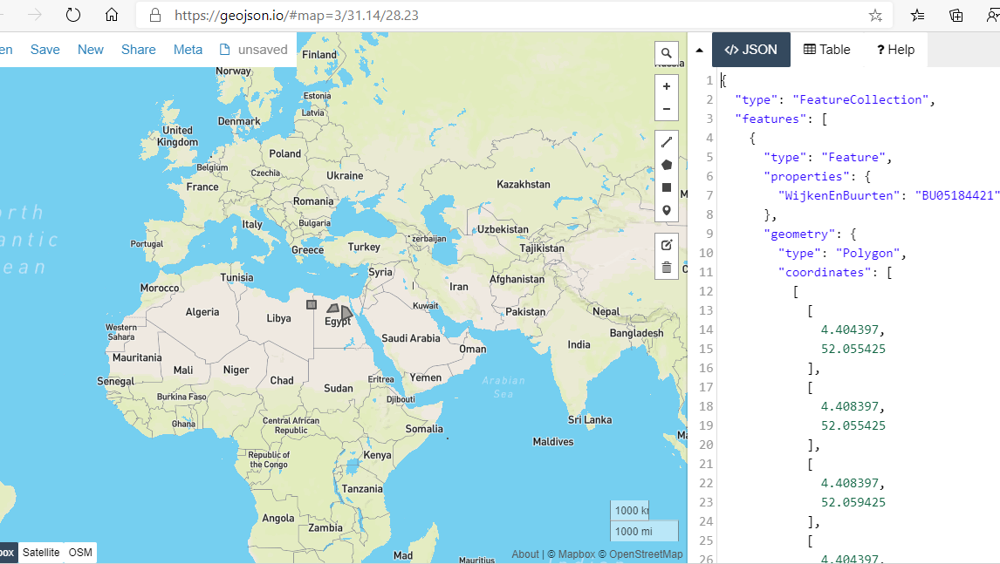 https://geojson.io/#map=3/31.14/28.23
en Save New Share Meta unsaved
</> JSON Table ? Help
Finland
Norway
Estonia
Latvia
Denmark
United
Kingdom
Poland
Belgium
Czechia
Ukraine
France
Kazakhstan
Romania
Italy
Bulgaria
Uzbekistan
Portugal
zerbaijan
Greece
Turkey
Tajikistan
Syria
Tunisia
Afghanistan
Morocco
Iran
Algeria
Libya
Kuwait
Pakistan
Nepal
Egypt
Western
Sahara
Saudi Arabia
Bangladesh
India
Oman
Mauritania
Mali
Niger
Chad
Sudan
Eritrea
Yemen
Arabian
Sea
Senegal
Burkina Faso
Djibouti
Ghana
Central African
Republic
Somalia
Sri Lanka
Maldives
Republic of
the Congo
Kenya
Tanzania
Angola
Zambia
Mad
Mauritius
orth
antic
ean
+
−
1000 k
1000 mi
box Satellite OSM
About | © Mapbox © OpenStreetMap
1 {
2 "type": "FeatureCollection",
3 "features": [
4 {
5 "type": "Feature",
6 "properties": {
7 "WijkenEnBuurten": "BU05184421"
8 },
9 "geometry": {
10 "type": "Polygon",
11 "coordinates": [
12 [
13 [
14 4.404397,
15 52.055425
16 ],
17 [
18 4.408397,
19 52.055425
20 ],
21 [
22 4.408397,
23 52.059425
24 ],
25 [
26 4.404397,